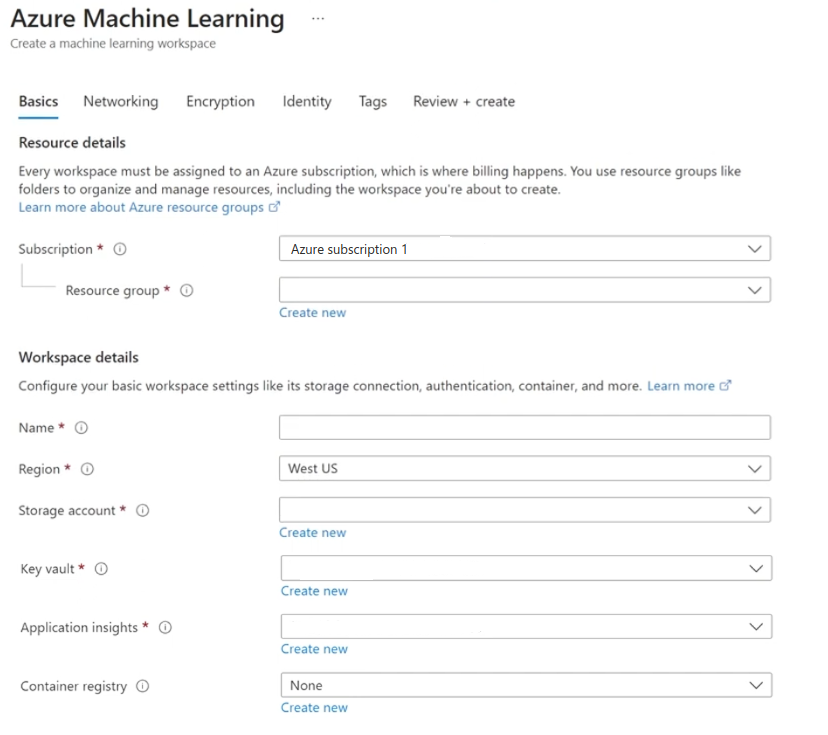 Azure Machine Learning ...
Create a machine learning workspace
Basics Networking Encryption Identity Tags Review + create
Resource details
Every workspace must be assigned to an Azure subscription, which is where billing happens. You use resource groups like
folders to organize and manage resources, including the workspace you're about to create.
Learn more about Azure resource groups
Subscription * Azure subscription 1
Resource group *
Create new
Workspace details
Configure your basic workspace settings like its storage connection, authentication, container, and more. Learn more
Name *
Region * West US
Storage account *
Create new
Key vault *
Create new
Application insights *
Create new
Container registry None
Create new